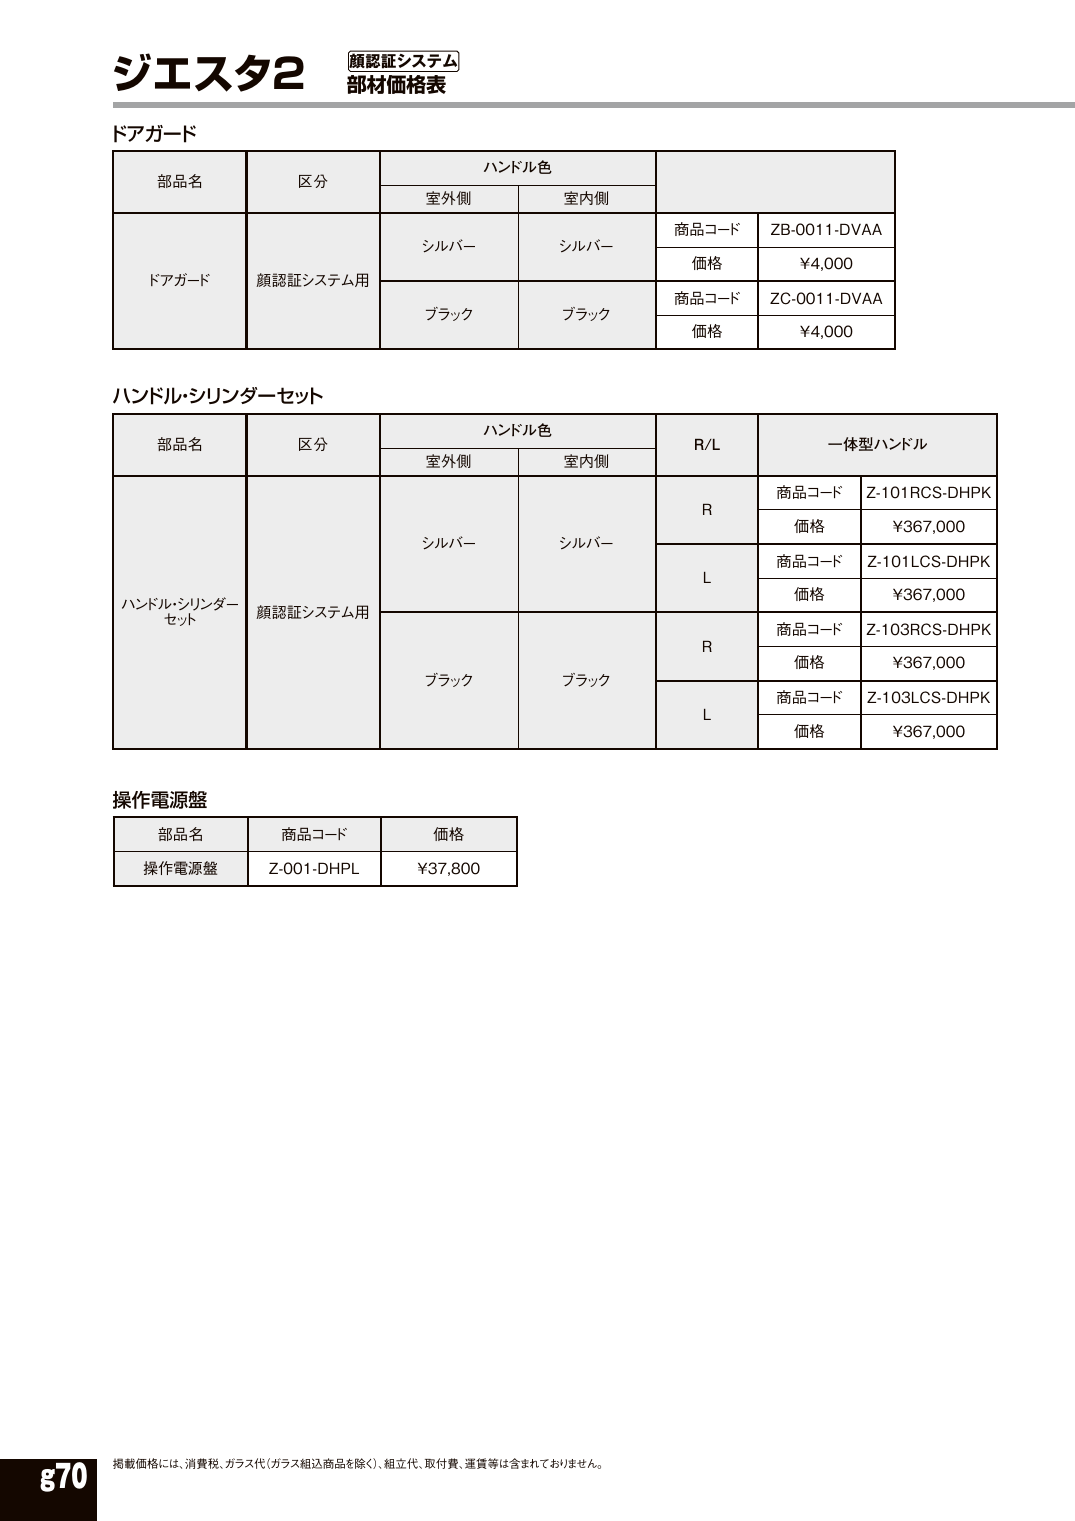 ジエスタ2
顔認証システム
部材価格表
ドアガード
部品名 区分 ハンドル色
室外側 室内側
ドアガード 顔認証システム用 シルバー シルバー 商品コード ZB-0011-DVAA
価格 ¥4,000
ブラック ブラック 商品コード ZC-0011-DVAA
価格 ¥4,000
ハンドル・シリンダーセット
部品名 区分 ハンドル色 R/L 一体型ハンドル
室外側 室内側
ハンドル・シリンダー
セット 顔認証システム用 シルバー シルバー R 商品コード Z-101RCS-DHPK
価格 ¥367,000
L 商品コード Z-101LCS-DHPK
価格 ¥367,000
ブラック ブラック R 商品コード Z-103RCS-DHPK
価格 ¥367,000
L 商品コード Z-103LCS-DHPK
価格 ¥367,000
操作電源盤
部品名 商品コード 価格
操作電源盤 Z-001-DHPL ¥37,800
g70
掲載価格には、消費税、ガラス代(ガラス組込商品を除く)、組立代、取付費、運賃等は含まれておりません。